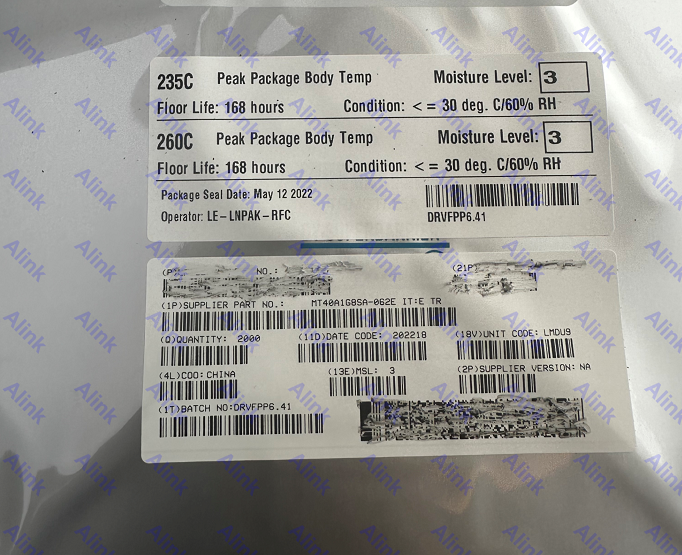 235C Peak Package Body Temp Moisture Level: 3
Floor Life: 168 hours Condition: < = 30 deg. C/60% RH
260C Peak Package Body Temp Moisture Level: 3
Floor Life: 168 hours Condition: < = 30 deg. C/60% RH
Package Seal Date: May 12 2022
Operator: LE-LNPAK-RFC DRVFPP6.41
(P) NO.: (21P)
(1P)SUPPLIER PART NO.: MT40A1G8SA-062E IT:E TR
(Q)QUANTITY: 2000 (11D)DATE CODE: 202218 (18V)UNIT CODE: LMDU9
(4L)COO:CHINA (13E)MSL: 3 (2P)SUPPLIER VERSION: NA
(1T)BATCH NO:DRVFPP6.41
Alink